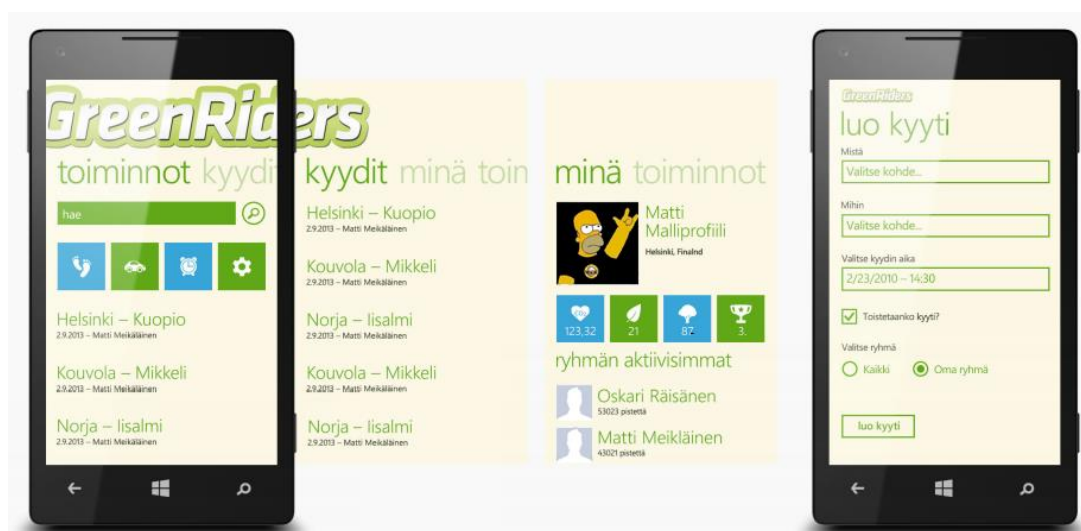 GreenRiders
toiminnot kyydit
hae
Helsinki – Kuopio
2.9.2013 – Matti Meikäläinen
Kouvola – Mikkeli
2.9.2013 – Matti Meikäläinen
Norja – Iisalmi
2.9.2013 – Matti Meikäläinen
kyydit minä toin
Helsinki – Kuopio
2.9.2013 – Matti Meikäläinen
Kouvola – Mikkeli
2.9.2013 – Matti Meikäläinen
Norja – Iisalmi
2.9.2013 – Matti Meikäläinen
Kouvola – Mikkeli
2.9.2013 – Matti Meikäläinen
Norja – Iisalmi
2.9.2013 – Matti Meikäläinen
minä toiminnot
Matti
Malliprofiili
Helsinki, Finalnd
123,32 21 87. 3.
ryhmän aktiivisimmat
Oskari Räisänen
53023 pistettä
Matti Meikläinen
43021 pistettä
GreenRiders
luo kyyti
Mistä
Valitse kohde...
Mihin
Valitse kohde...
Valitse kyydin aika
2/23/2010 – 14:30
Toistetaanko kyyti?
Valitse ryhmä
Kaikki Oma ryhmä
luo kyyti